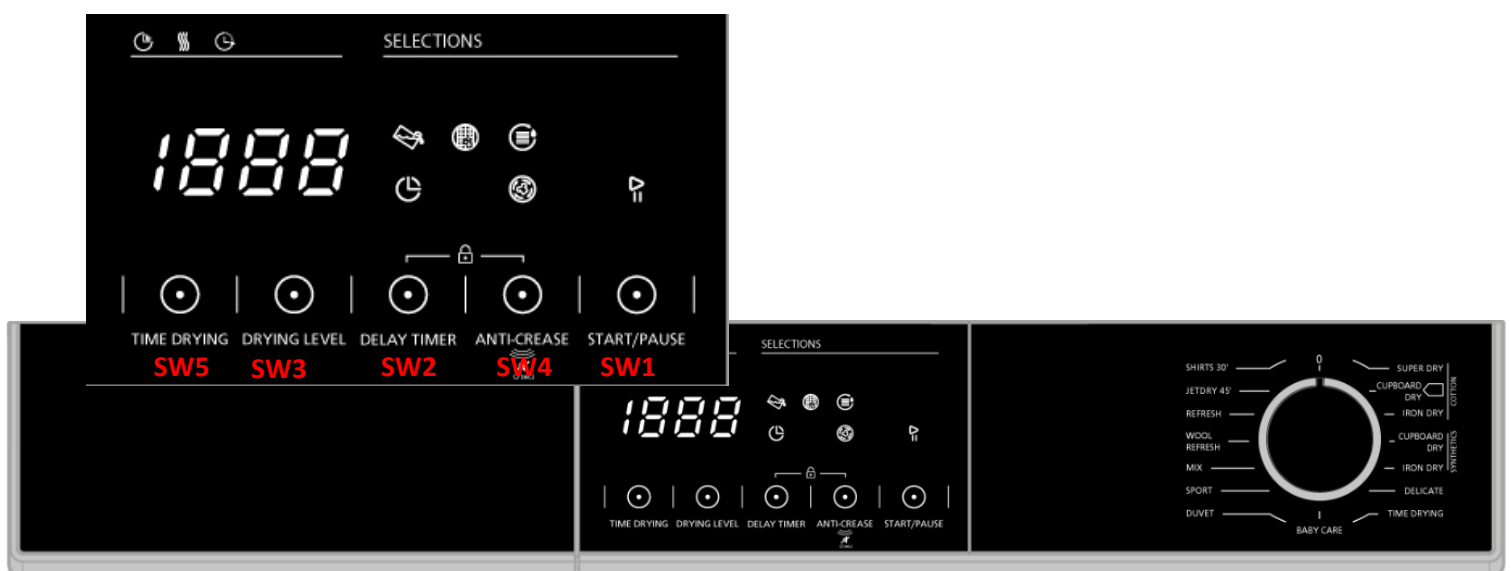 SELECTIONS
1888
TIME DRYING DRYING LEVEL DELAY TIMER ANTI-CREASE START/PAUSE
SW5 SW3 SW2 SW4 SW1
SELECTIONS
1888
TIME DRYING DRYING LEVEL DELAY TIMER ANTI-CREASE START/PAUSE
0
SHIRTS 30'
JETDRY 45'
REFRESH
WOOL
REFRESH
MIX
SPORT
DUVET
BABY CARE
SUPER DRY
CUPBOARD
DRY
IRON DRY
COTTON
CUPBOARD
DRY
IRON DRY
SYNTHETICS
DELICATE
TIME DRYING